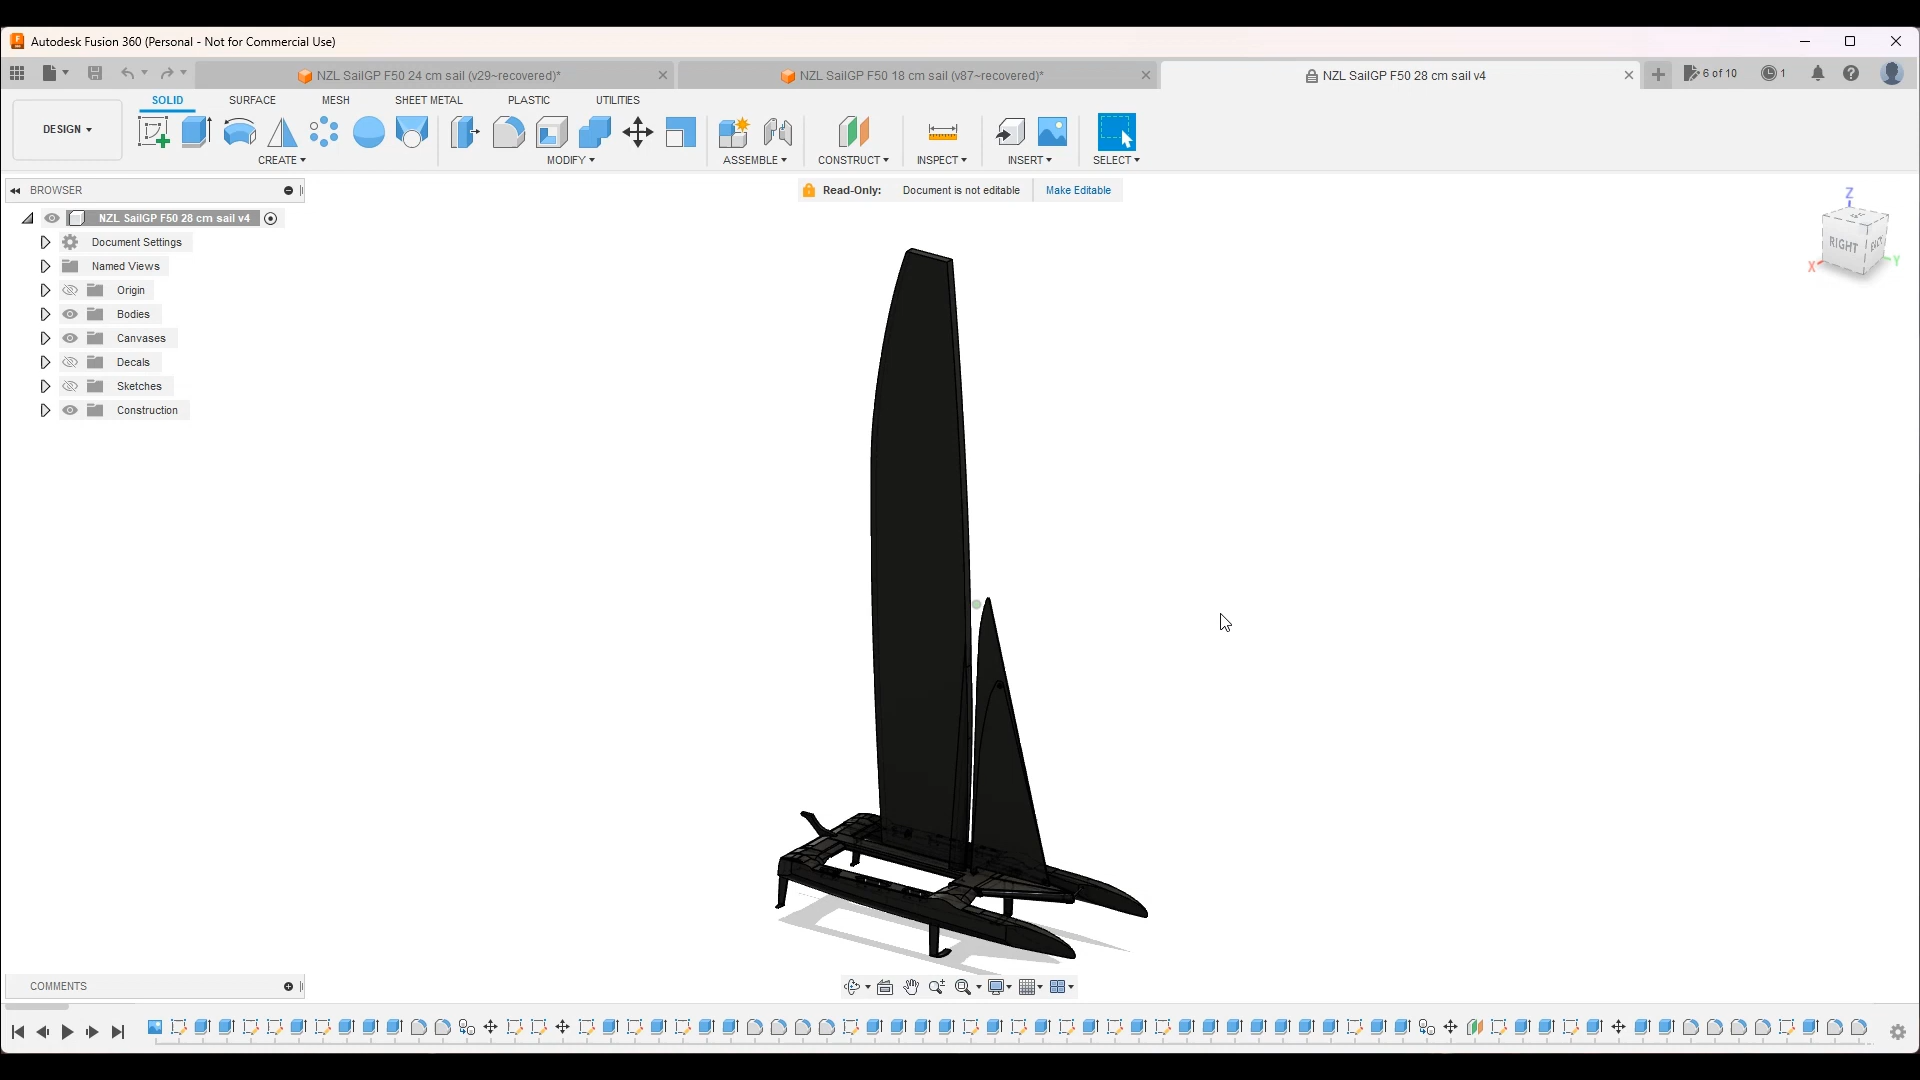 Autodesk Fusion 360 (Personal - Not for Commercial Use)
NZL SailGP F50 24 cm sail (v29~recovered)*
NZL SailGP F50 18 cm sail (v87~recovered)*
NZL SailGP F50 28 cm sail v4
6 of 10
1
SOLID
SURFACE
MESH
SHEET METAL
PLASTIC
UTILITIES
DESIGN
CREATE
MODIFY
ASSEMBLE
CONSTRUCT
INSPECT
INSERT
SELECT
BROWSER
Read-Only: Document is not editable Make Editable
NZL SailGP F50 28 cm sail v4
Document Settings
Named Views
Origin
Bodies
Canvases
Decals
Sketches
Construction
Z
RIGHT
X
Y
COMMENTS